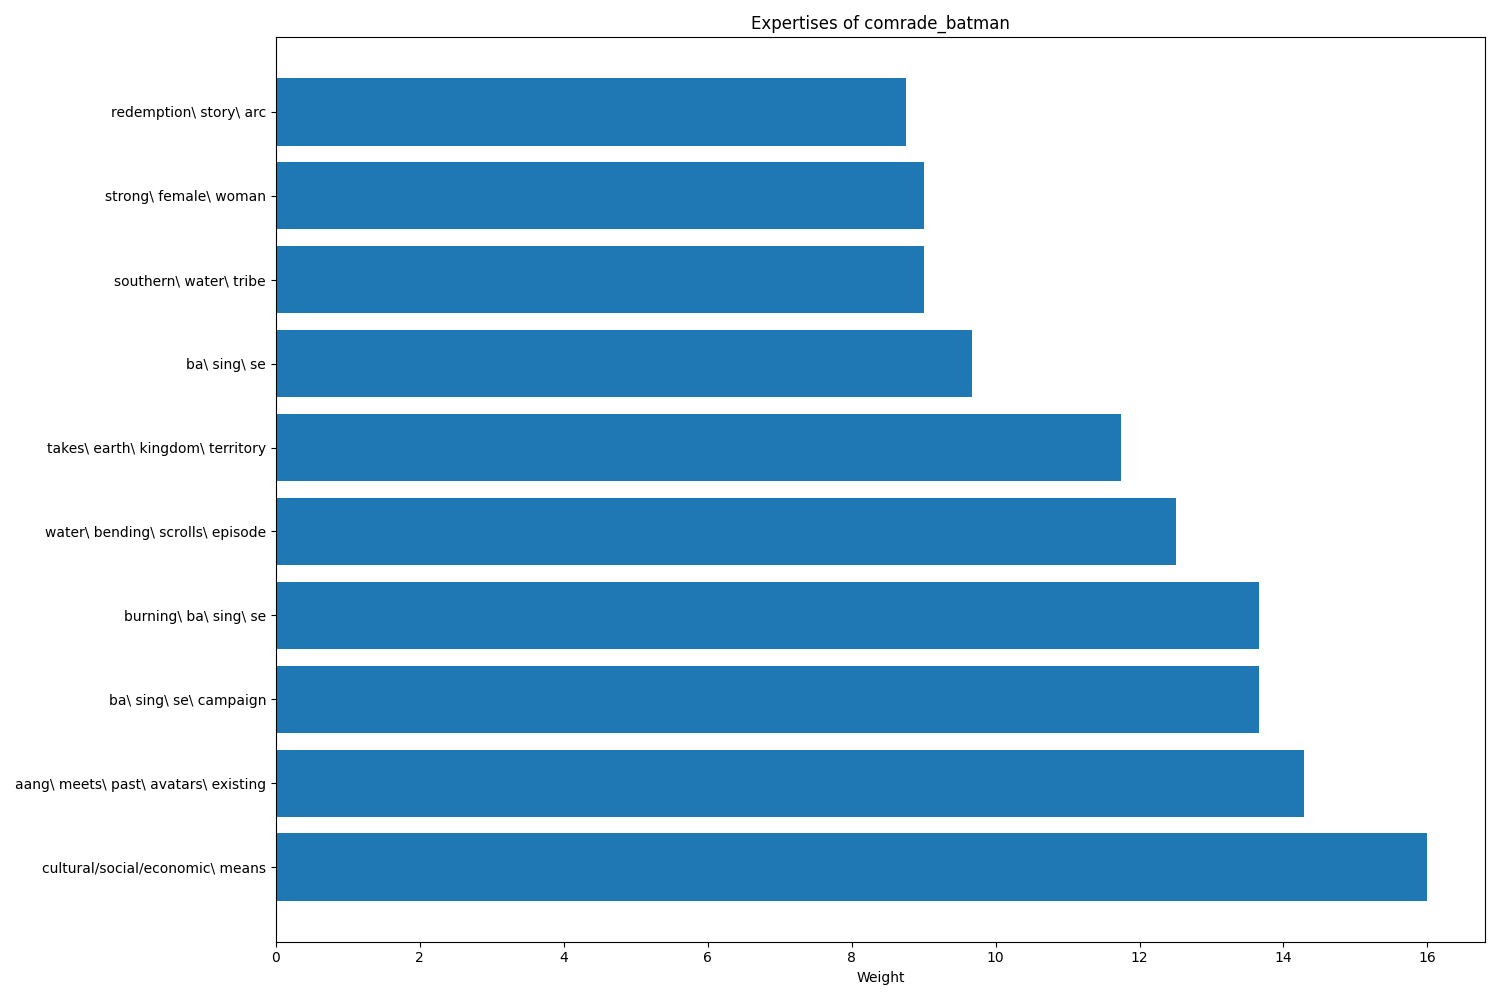 Expertises of comrade_batman
redemption\ story\ arc
strong\ female\ woman
southern\ water\ tribe
ba\ sing\ se
takes\ earth\ kingdom\ territory
water\ bending\ scrolls\ episode
burning\ ba\ sing\ se
ba\ sing\ se\ campaign
aang\ meets\ past\ avatars\ existing
cultural/social/economic\ means
0 2 4 6 8 10 12 14 16
Weight